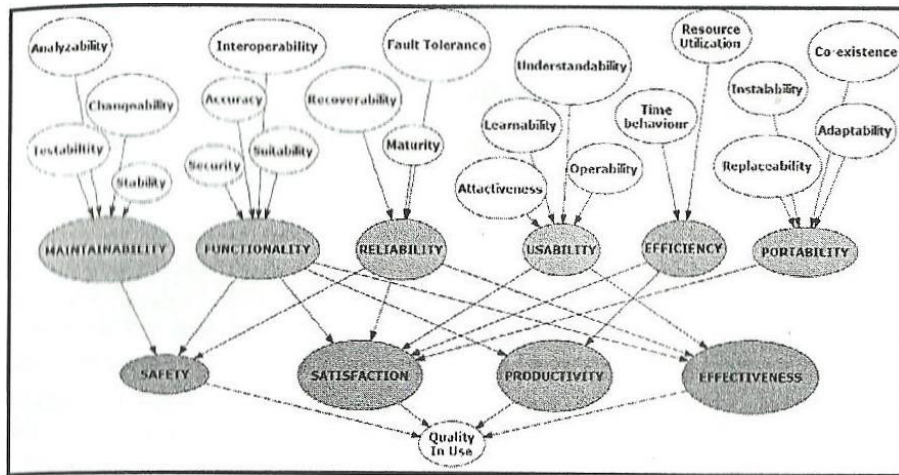 Analyzability
Interoperability
Fault Tolerance
Understandability
Resource
Utilization
Co-existence
Changeability
Accuracy
Recoverability
Learnability
Time
behaviour
Instalability
Adaptability
Testability
Stability
Security
Suitability
Maturity
Attactiveness
Operability
Replaceability
MAINTAINABILITY
FUNCTIONALITY
RELIABILITY
USABILITY
EFFICIENCY
PORTABILITY
SAFETY
SATISFACTION
PRODUCTIVITY
EFFECTIVENESS
Quality
In Use